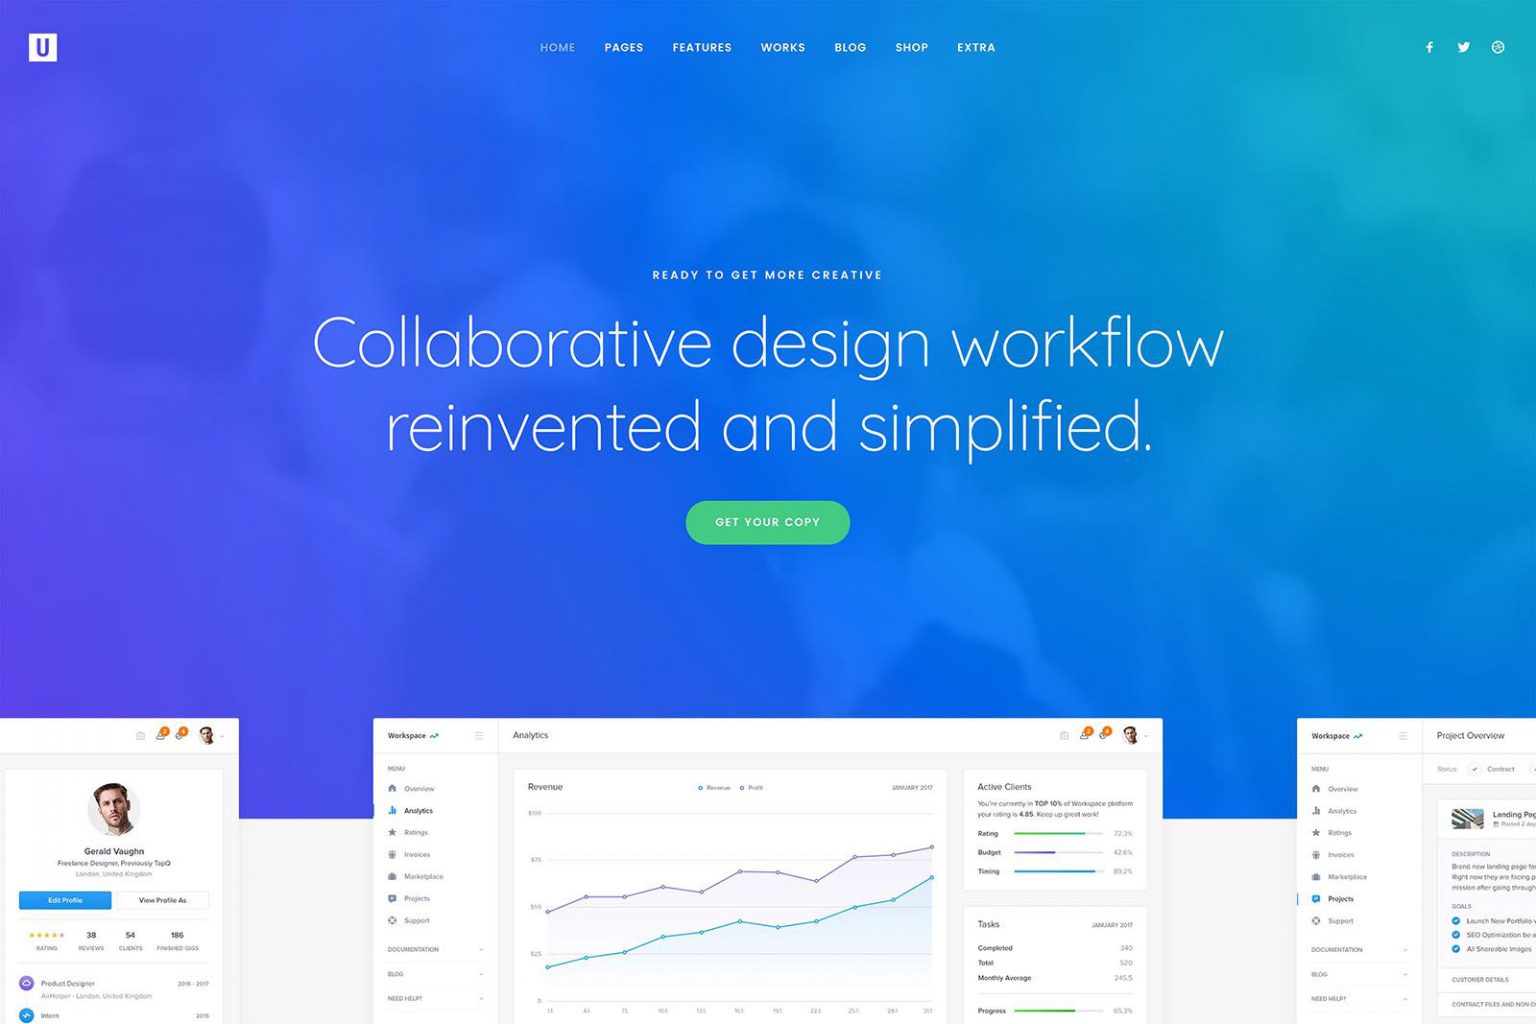 U
HOME PAGES FEATURES WORKS BLOG SHOP EXTRA
READY TO GET MORE CREATIVE
Collaborative design workflow
reinvented and simplified.
GET YOUR COPY
2 4
Gerald Vaughn
Freelance Designer, Previously TapQ
London, United Kingdom
Edit Profile View Profile As
38 54 186
RATING REVIEWS CLIENTS FINISHED GIGS
Product Designer 2016 - 2017
AirHelper - London, United Kingdom
Intern 2015
Workspace
MENU
Overview
Analytics
Ratings
Invoices
Marketplace
Projects
Support
DOCUMENTATION
BLOG
NEED HELP?
Analytics
2 4
Revenue
Revenue Profit
JANUARY 2017
$100
$75
$50
$25
0
1.1. 4.1. 7.1. 10.1. 13.1. 16.1. 19.1. 22.1. 25.1. 28.1. 31.1.
Active Clients
You're currently in TOP 10% of Workspace platform
your rating is 4.85. Keep up great work!
Rating 72.3%
Budget 42.6%
Timing 89.2%
Tasks JANUARY 2017
Completed 340
Total 520
Monthly Average 245.5
Progress 65.3%
Workspace
MENU
Overview
Analytics
Ratings
Invoices
Marketplace
Projects
Support
DOCUMENTATION
BLOG
NEED HELP?
Project Overview
Status: Contract
Landing Pag
Posted 2 day
DESCRIPTION
Brand new landing page fo
Right now they are facing p
mission after going through
GOALS
Launch New Portfolio
SEO Optimization be a
All Shareable Images
CUSTOMER DETAILS
CONTRACT FILES AND NON-D